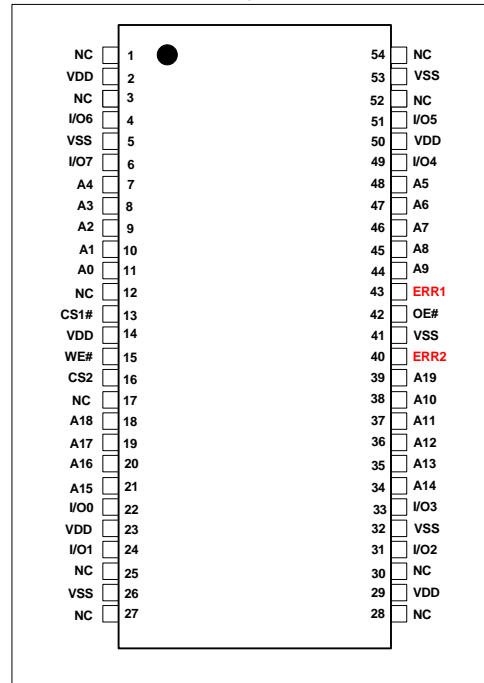 NC 1 54 NC
VDD 2 53 VSS
NC 3 52 NC
I/O6 4 51 I/O5
VSS 5 50 VDD
I/O7 6 49 I/O4
A4 7 48 A5
A3 8 47 A6
A2 9 46 A7
A1 10 45 A8
A0 11 44 A9
NC 12 43 ERR1
CS1# 13 42 OE#
VDD 14 41 VSS
WE# 15 40 ERR2
CS2 16 39 A19
NC 17 38 A10
A18 18 37 A11
A17 19 36 A12
A16 20 35 A13
A15 21 34 A14
I/O0 22 33 I/O3
VDD 23 32 VSS
I/O1 24 31 I/O2
NC 25 30 NC
VSS 26 29 VDD
NC 27 28 NC